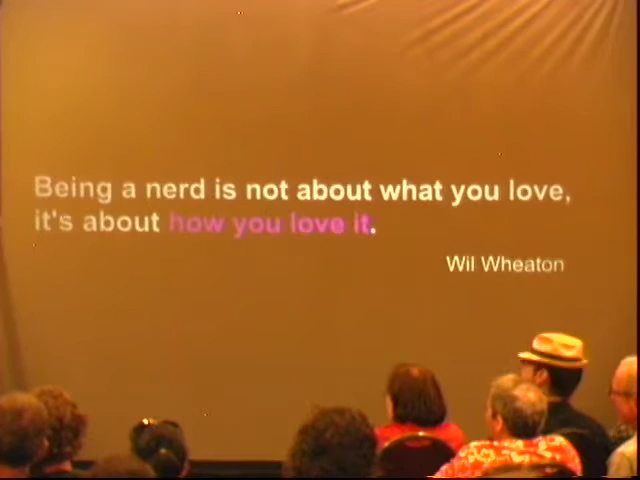 Being a nerd is not about what you love,
it's about how you love it.
Wil Wheaton